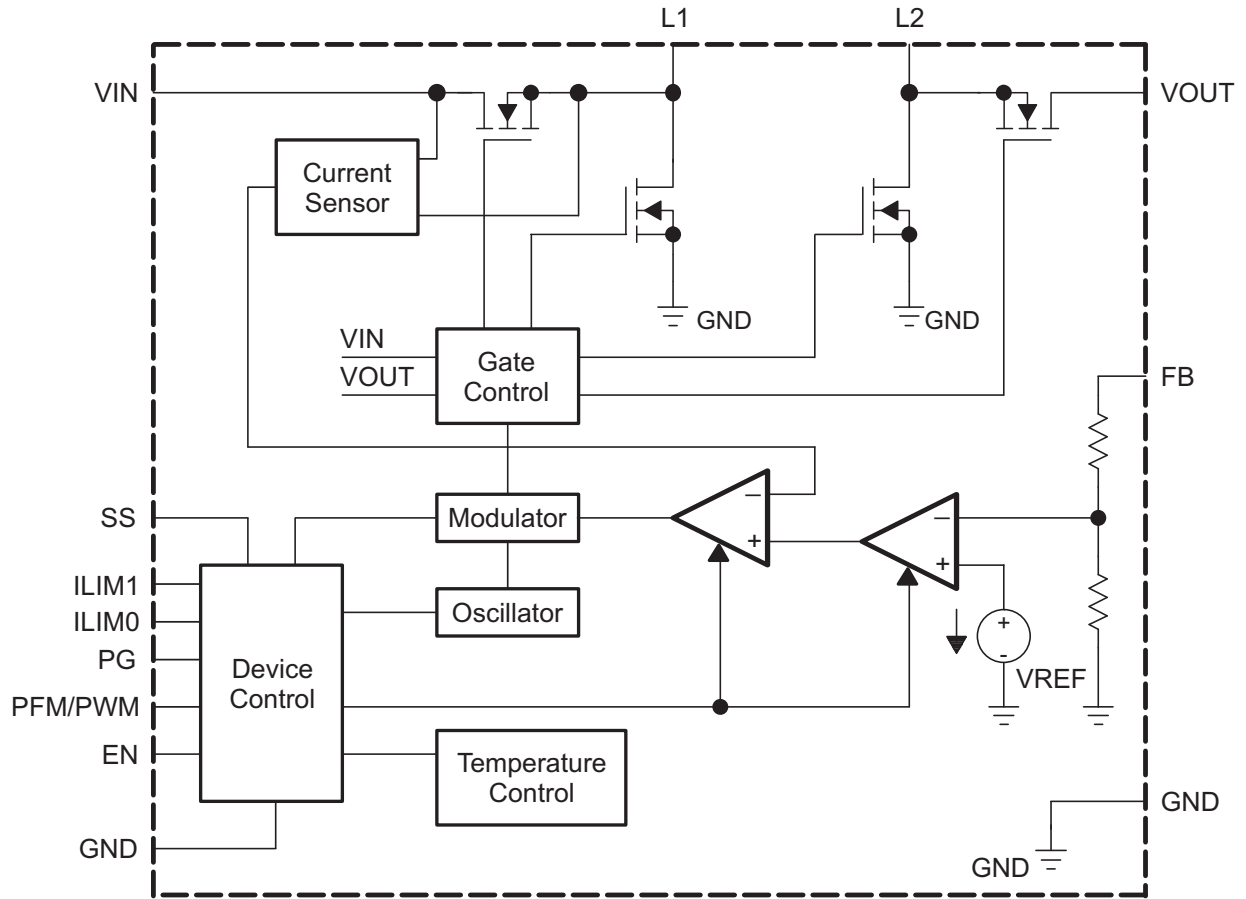 L1
L2
VIN
VOUT
Current
Sensor
GND
GND
VIN
VOUT
Gate
Control
FB
−
+
−
+
SS
Modulator
ILIM1
ILIM0
Oscillator
PG
Device
Control
+
-
VREF
PFM/PWM
EN
Temperature
Control
GND
GND
GND